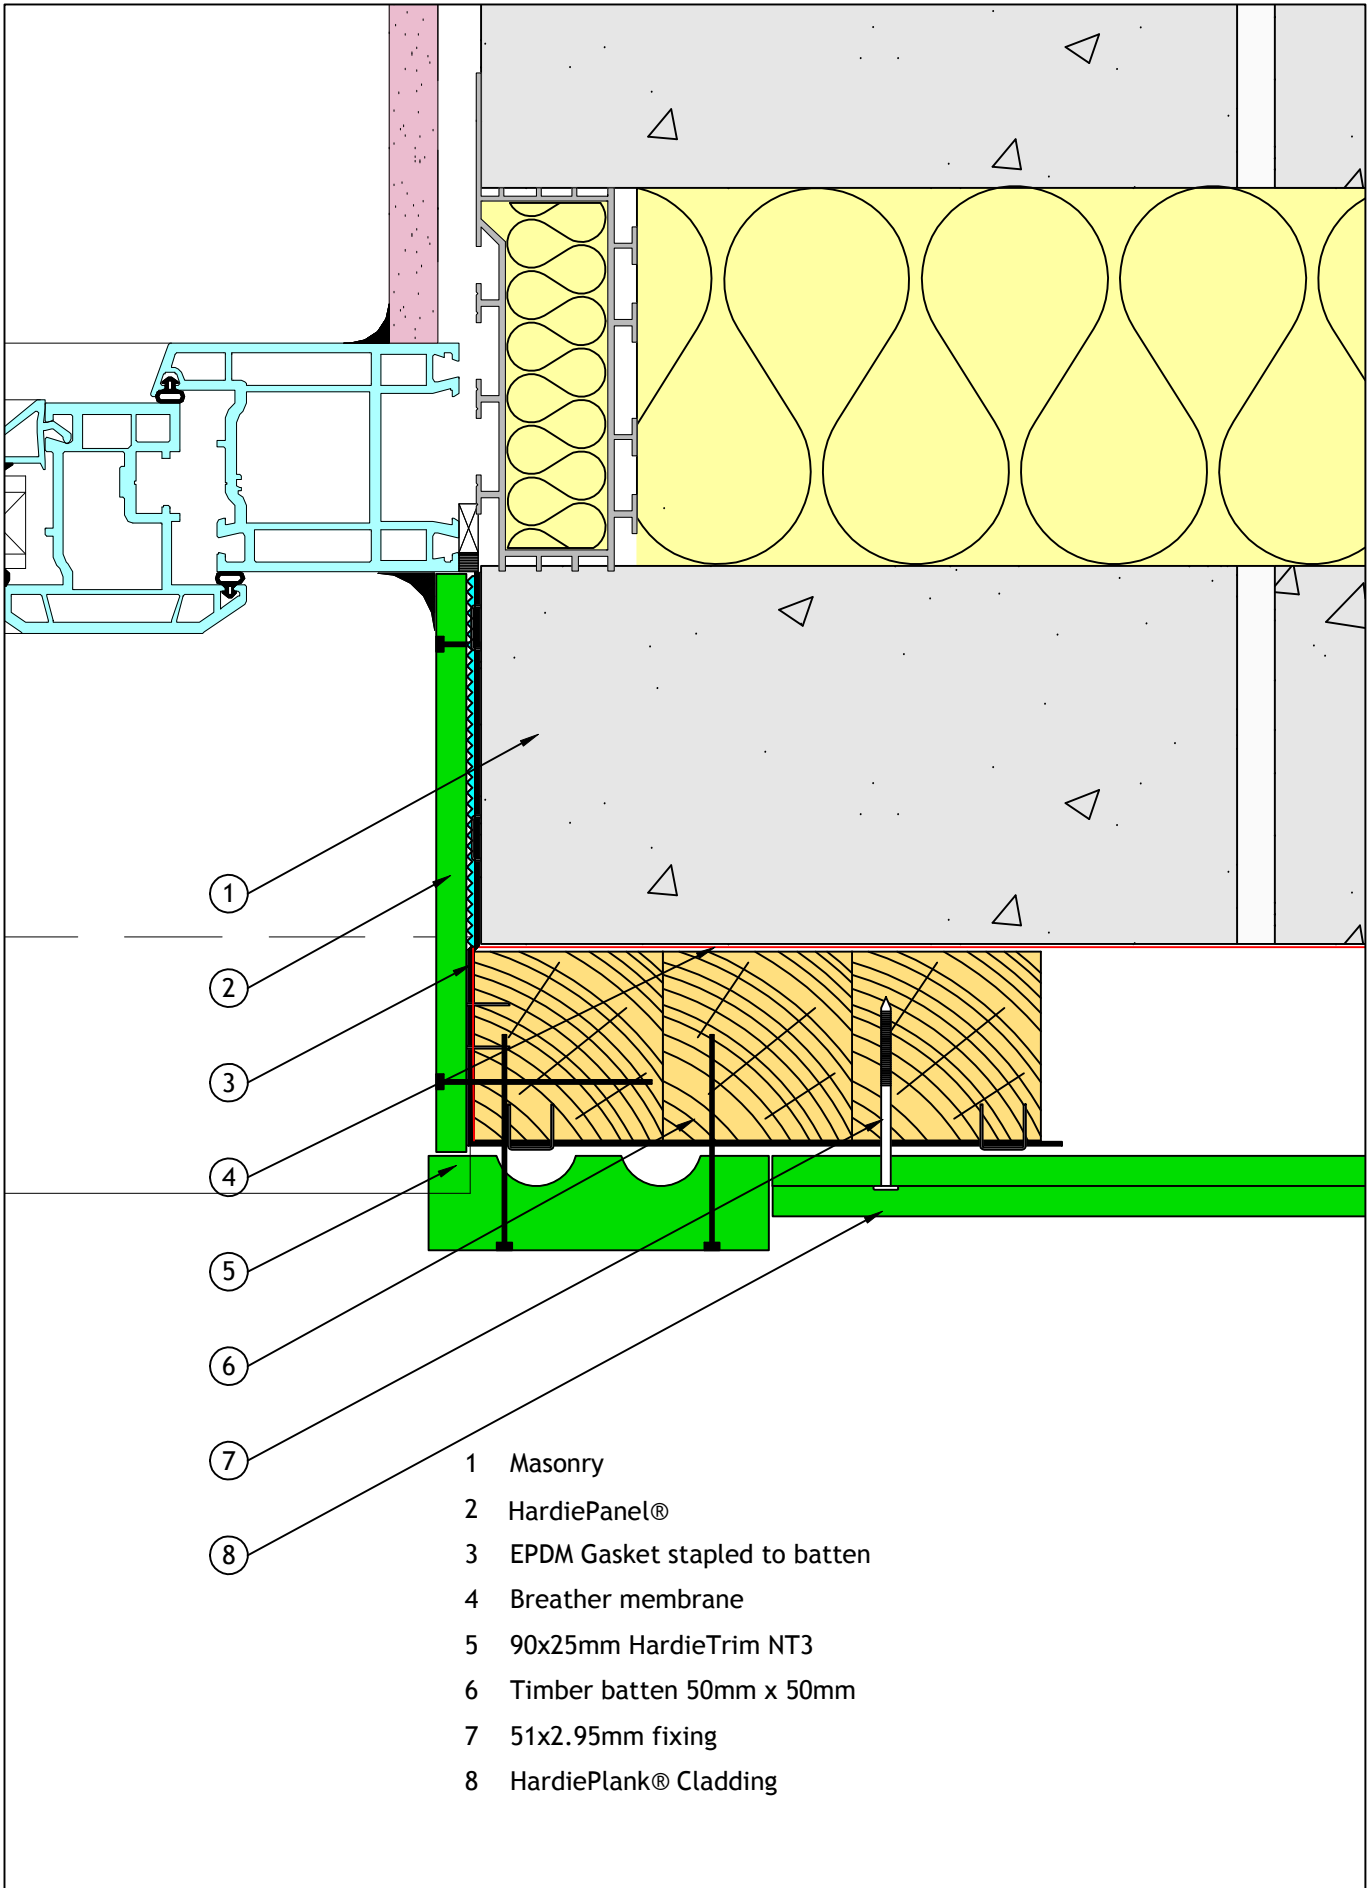 1
2
3
4
5
6
7
8
1 Masonry
2 HardiePanel®
3 EPDM Gasket stapled to batten
4 Breather membrane
5 90x25mm HardieTrim NT3
6 Timber batten 50mm x 50mm
7 51x2.95mm fixing
8 HardiePlank® Cladding